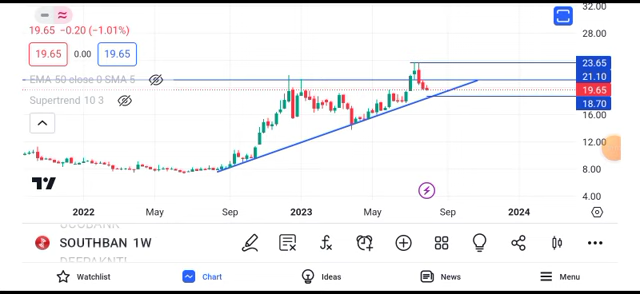 32.00
19.65 −0.20 (−1.01%)
28.00
19.65 0.00 19.65
23.65
EMA 50 close 0 SMA 5
21.10
19.65
Supertrend 10 3
18.70
16.00
12.00
8.00
4.00
2022 May Sep 2023 May Sep 2024
SOUTHBAN 1W
Watchlist Chart Ideas News Menu